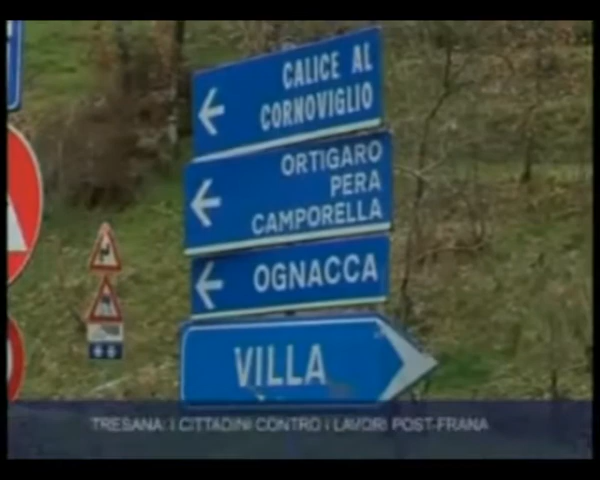 CALICE AL
CORNOVIGLIO
ORTIGARO
PERA
CAMPORELLA
OGNACCA
VILLA
TRESANA: I CITTADINI CONTRO I LAVORI POST-FRANA